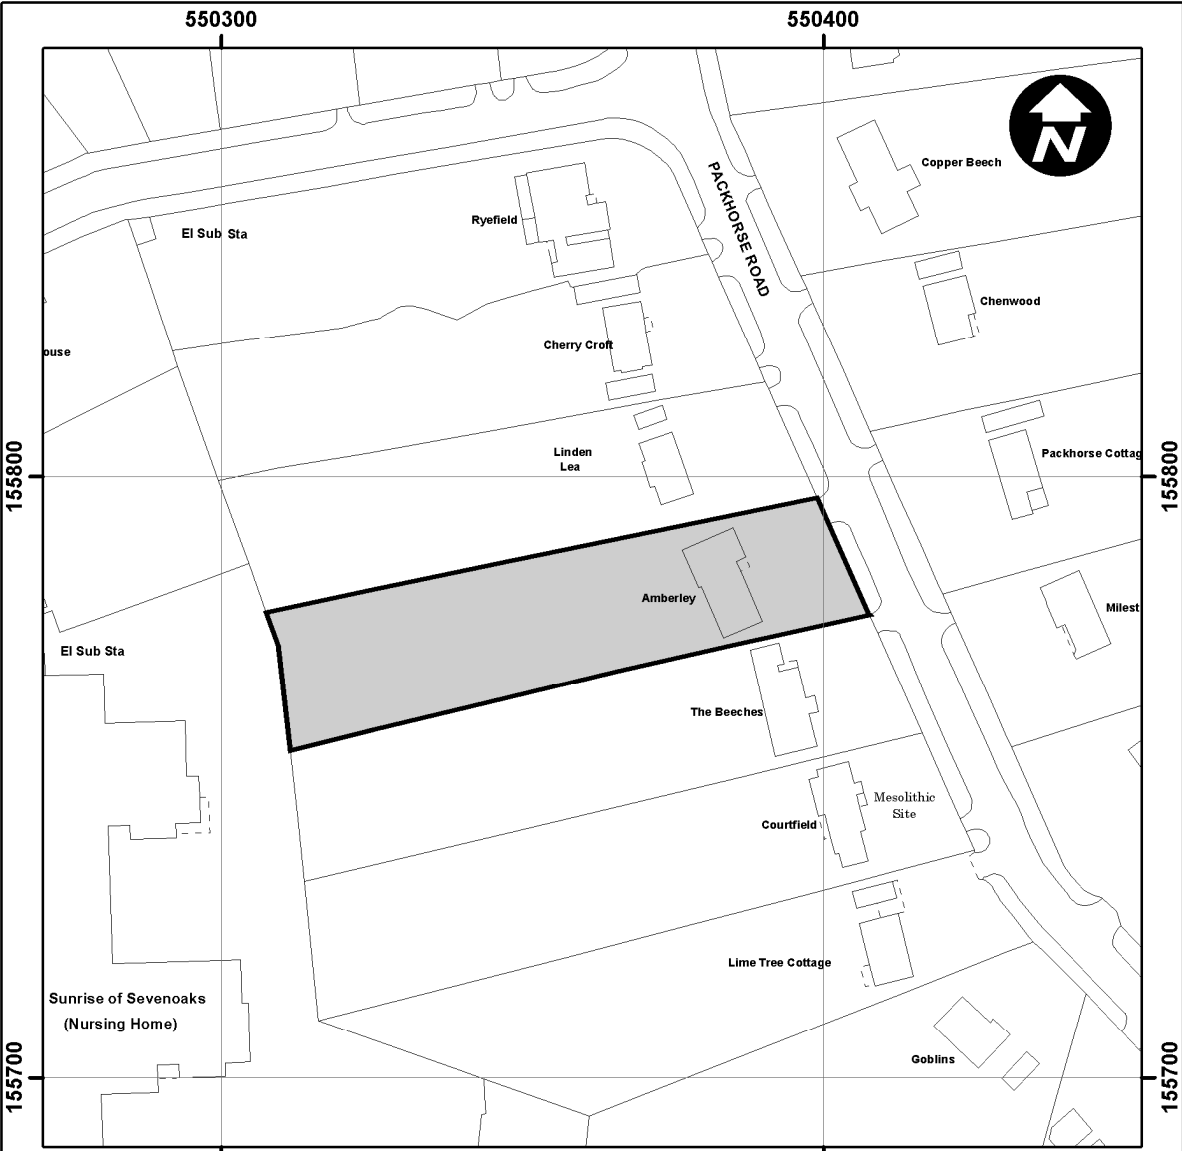 550300
550400
N
Copper Beech
PACKHORSE ROAD
Ryefield
El Sub Sta
Chenwood
Cherry Croft
ouse
Linden
Lea
Packhorse Cottag
155800
155800
Amberley
Milest
El Sub Sta
The Beeches
Mesolithic
Site
Courtfield
Lime Tree Cottage
Sunrise of Sevenoaks
(Nursing Home)
Goblins
155700
155700